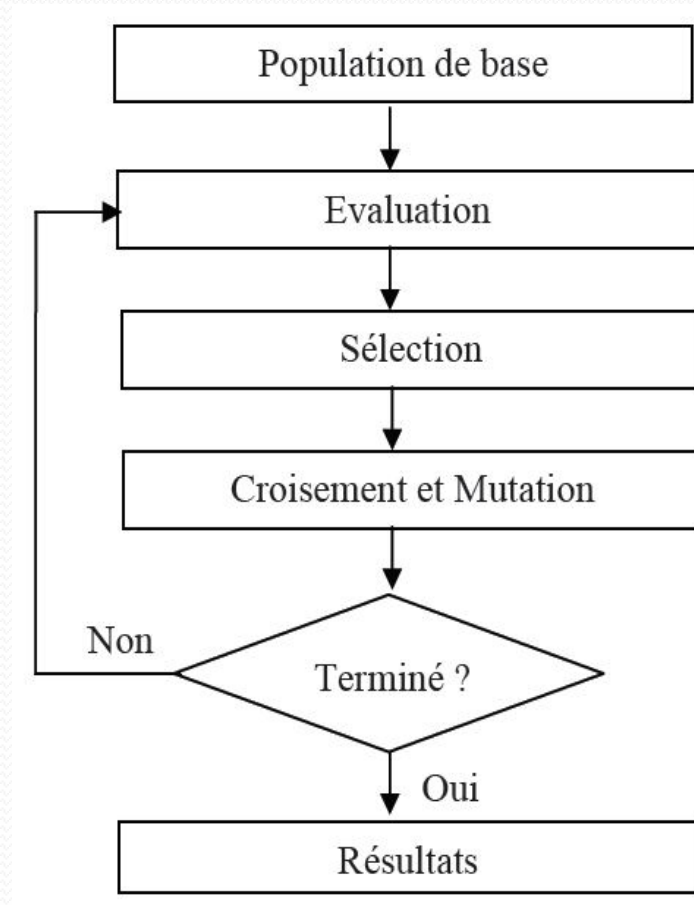 Population de base
Evaluation
Sélection
Croisement et Mutation
Non
Terminé ?
Oui
Résultats